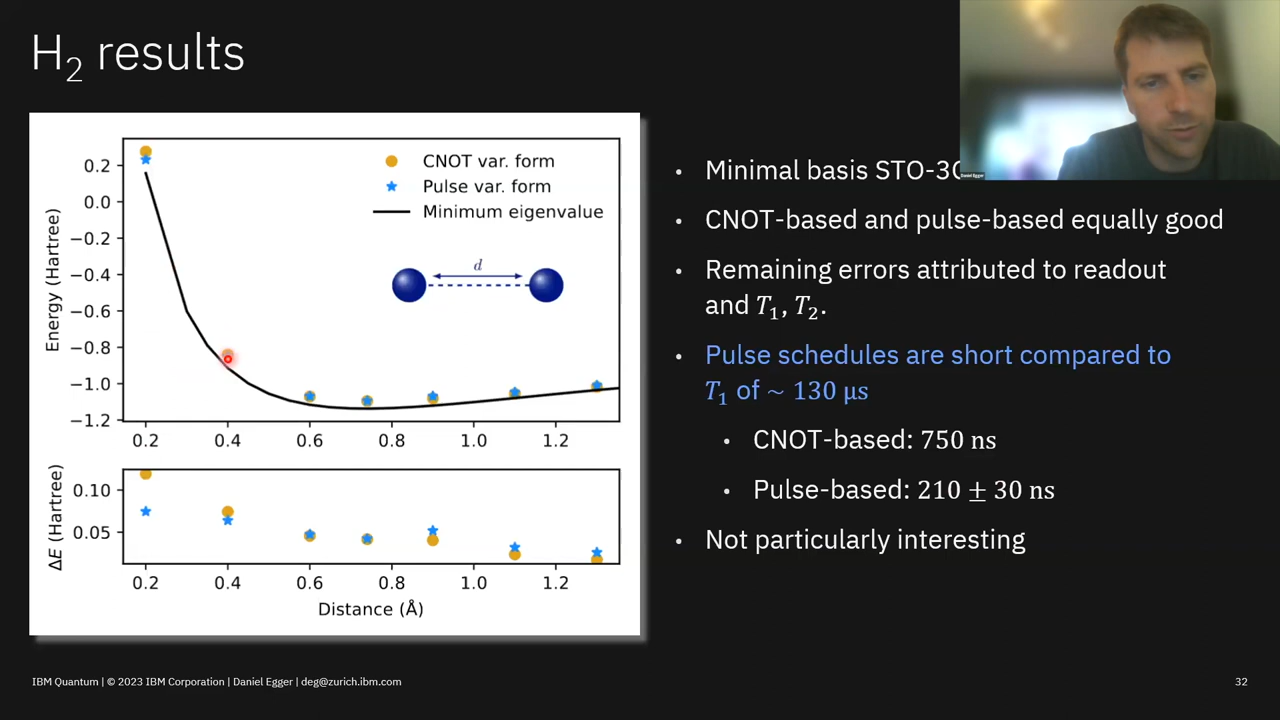 H₂ results
Daniel Egger
0.2
0.0
−0.2
−0.4
−0.6
−0.8
−1.0
−1.2
Energy (Hartree)
CNOT var. form
Pulse var. form
Minimum eigenvalue
d
0.2 0.4 0.6 0.8 1.0 1.2
0.10
0.05
ΔE (Hartree)
0.2 0.4 0.6 0.8 1.0 1.2
Distance (Å)
• Minimal basis
• CNOT-based and pulse-based equally good
• Remaining errors attributed to readout
and T₁, T₂.
• Pulse schedules are short compared to
T₁ of ~ 130 μs
• CNOT-based: 750 ns
• Pulse-based: 210 ± 30 ns
• Not particularly interesting
IBM Quantum | © 2023 IBM Corporation | Daniel Egger | deg@zurich.ibm.com
32